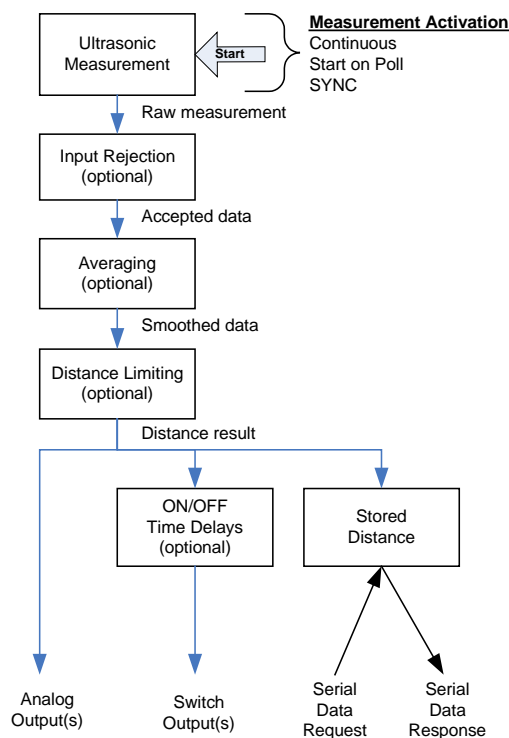 Measurement Activation
Ultrasonic
Measurement
Start
Continuous
Start on Poll
SYNC
Raw measurement
Input Rejection
(optional)
Accepted data
Averaging
(optional)
Smoothed data
Distance Limiting
(optional)
Distance result
ON/OFF
Time Delays
(optional)
Stored
Distance
Analog
Output(s)
Switch
Output(s)
Serial
Data
Request
Serial
Data
Response